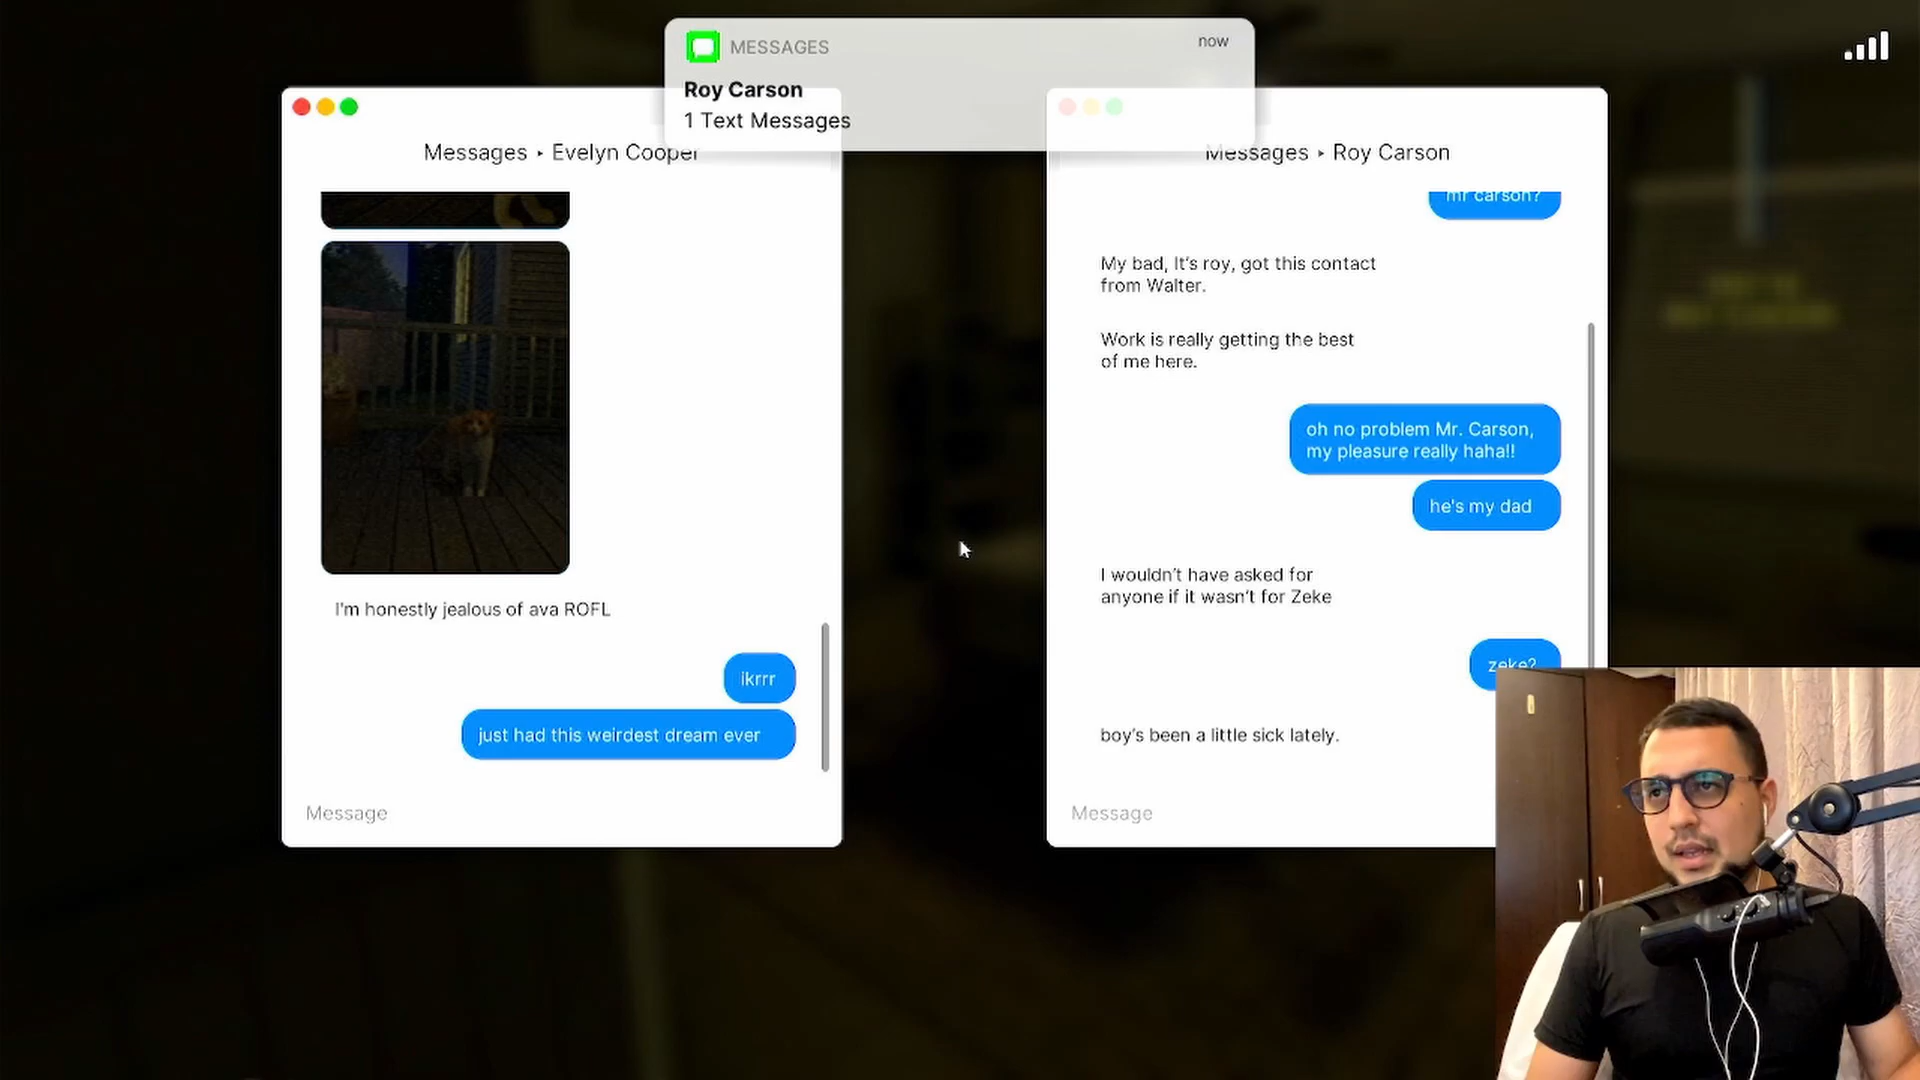 MESSAGES
now
Roy Carson
1 Text Messages
Messages ‣ Evelyn Cooper
I'm honestly jealous of ava ROFL
ikrrr
just had this weirdest dream ever
Message
Messages ‣ Roy Carson
mr carson?
My bad, It's roy, got this contact
from Walter.
Work is really getting the best
of me here.
oh no problem Mr. Carson,
my pleasure really haha!!
he's my dad
I wouldn't have asked for
anyone if it wasn't for Zeke
zeke?
boy's been a little sick lately.
Message